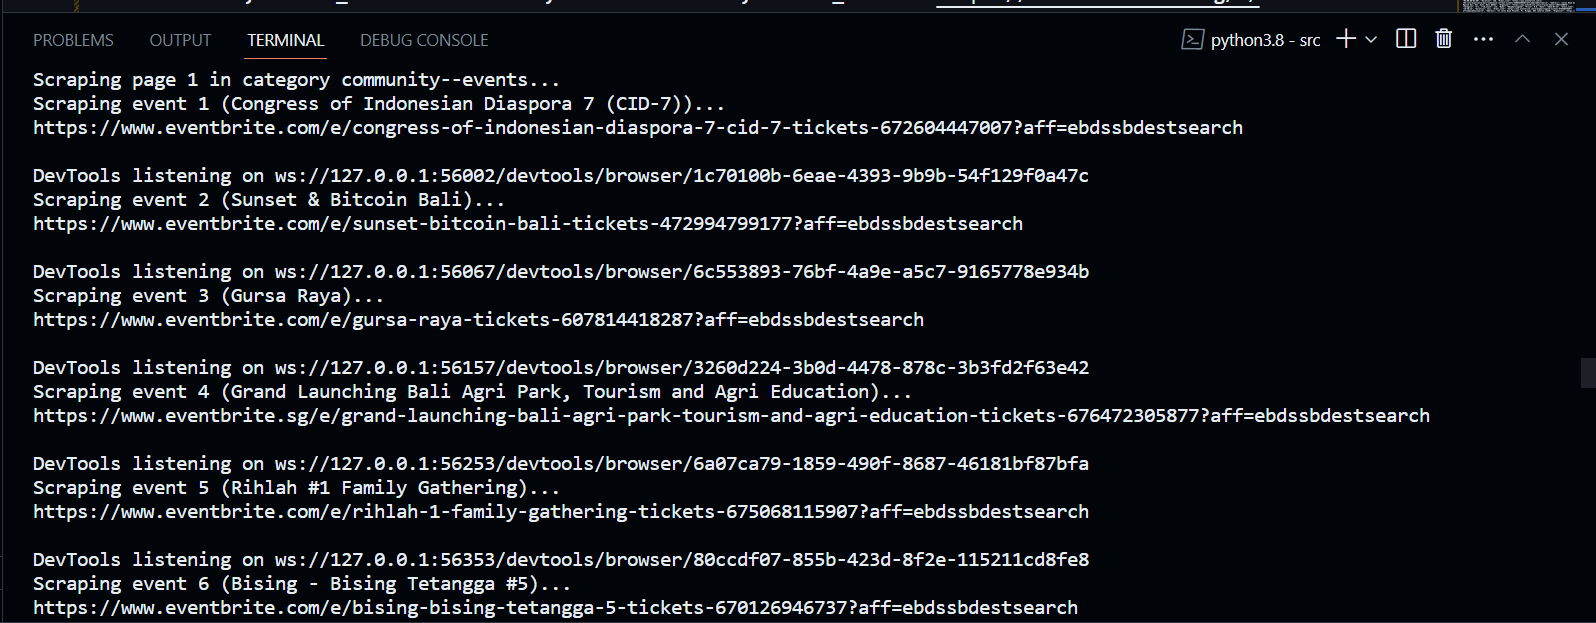 PROBLEMS OUTPUT TERMINAL DEBUG CONSOLE python3.8 - src
Scraping page 1 in category community--events...
Scraping event 1 (Congress of Indonesian Diaspora 7 (CID-7))...
https://www.eventbrite.com/e/congress-of-indonesian-diaspora-7-cid-7-tickets-672604447007?aff=ebdssbdestsearch
DevTools listening on ws://127.0.0.1:56002/devtools/browser/1c70100b-6eae-4393-9b9b-54f129f0a47c
Scraping event 2 (Sunset & Bitcoin Bali)...
https://www.eventbrite.com/e/sunset-bitcoin-bali-tickets-472994799177?aff=ebdssbdestsearch
DevTools listening on ws://127.0.0.1:56067/devtools/browser/6c553893-76bf-4a9e-a5c7-9165778e934b
Scraping event 3 (Gursa Raya)...
https://www.eventbrite.com/e/gursa-raya-tickets-607814418287?aff=ebdssbdestsearch
DevTools listening on ws://127.0.0.1:56157/devtools/browser/3260d224-3b0d-4478-878c-3b3fd2f63e42
Scraping event 4 (Grand Launching Bali Agri Park, Tourism and Agri Education)...
https://www.eventbrite.sg/e/grand-launching-bali-agri-park-tourism-and-agri-education-tickets-676472305877?aff=ebdssbdestsearch
DevTools listening on ws://127.0.0.1:56253/devtools/browser/6a07ca79-1859-490f-8687-46181bf87bfa
Scraping event 5 (Rihlah #1 Family Gathering)...
https://www.eventbrite.com/e/rihlah-1-family-gathering-tickets-675068115907?aff=ebdssbdestsearch
DevTools listening on ws://127.0.0.1:56353/devtools/browser/80ccdf07-855b-423d-8f2e-115211cd8fe8
Scraping event 6 (Bising - Bising Tetangga #5)...
https://www.eventbrite.com/e/bising-bising-tetangga-5-tickets-670126946737?aff=ebdssbdestsearch